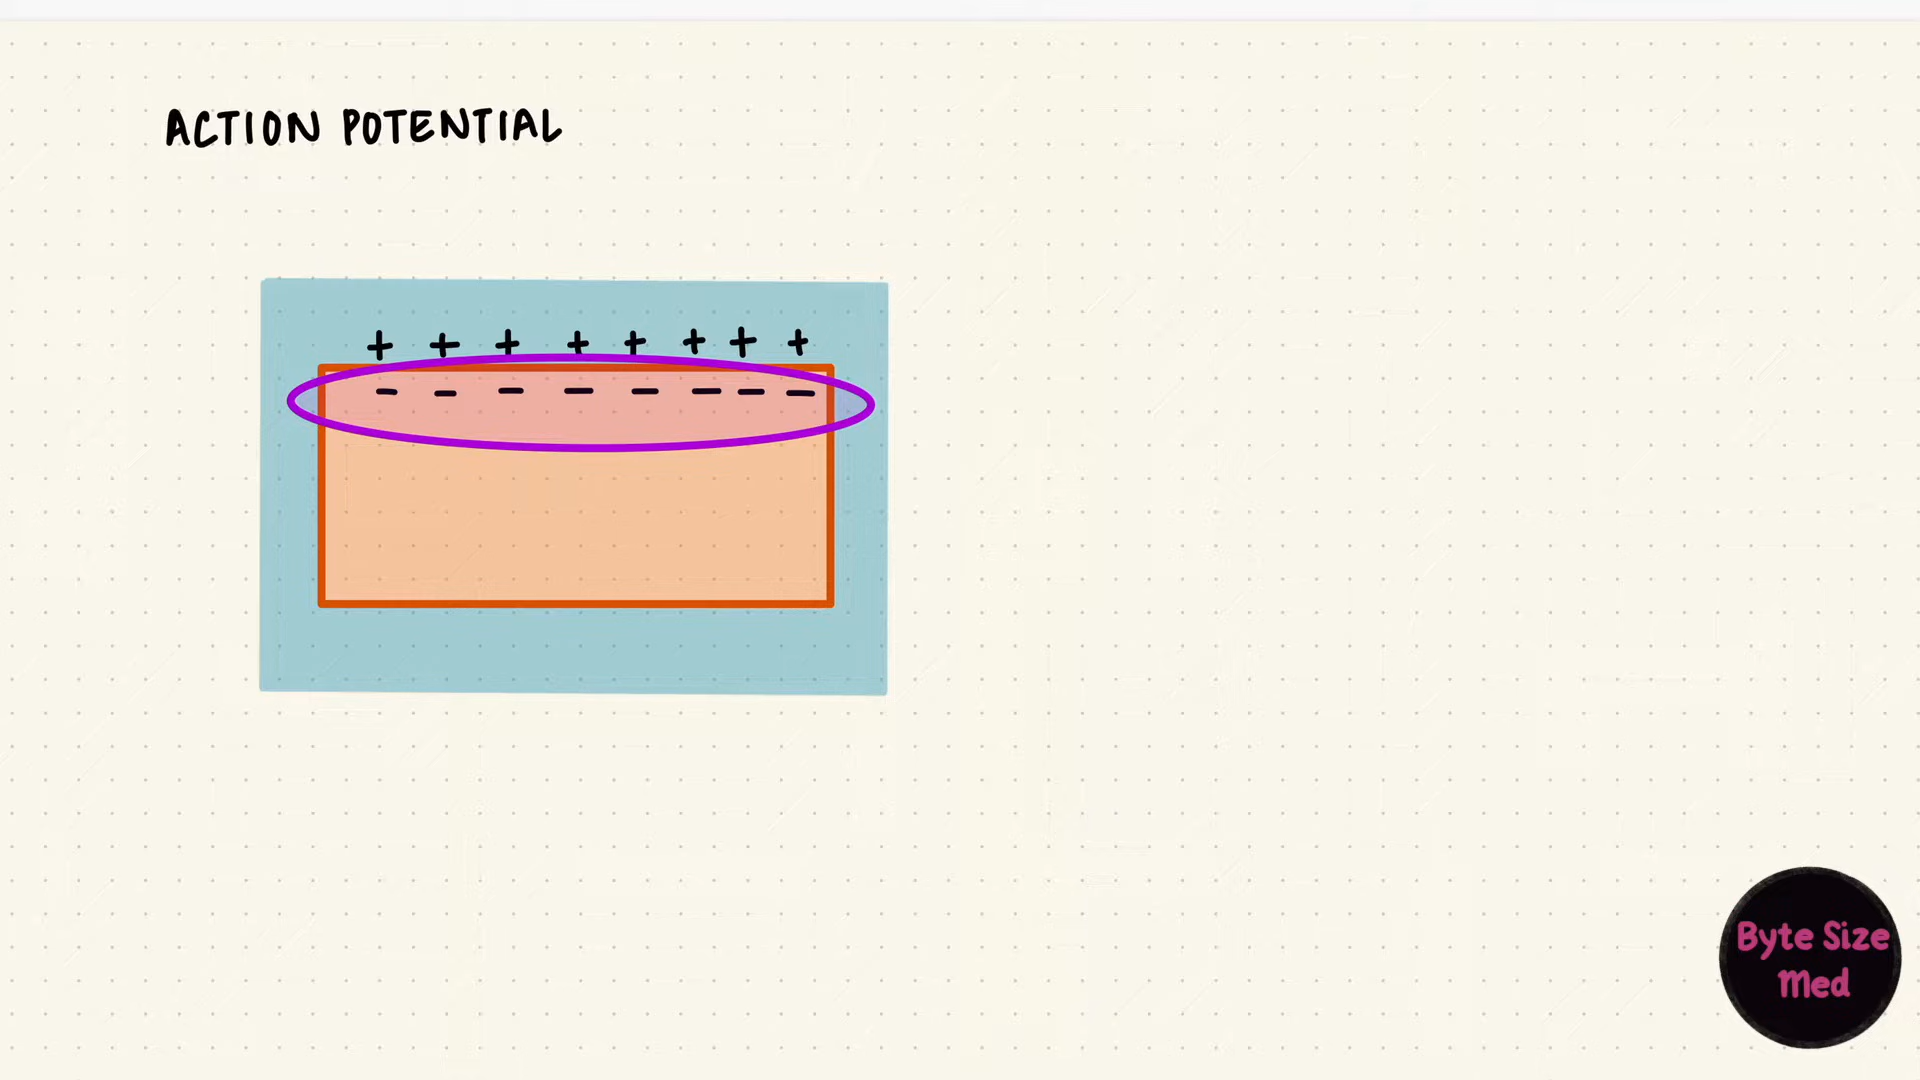 ACTION POTENTIAL
+ + + + + + + +
- - - - - - - -
Byte Size
Med